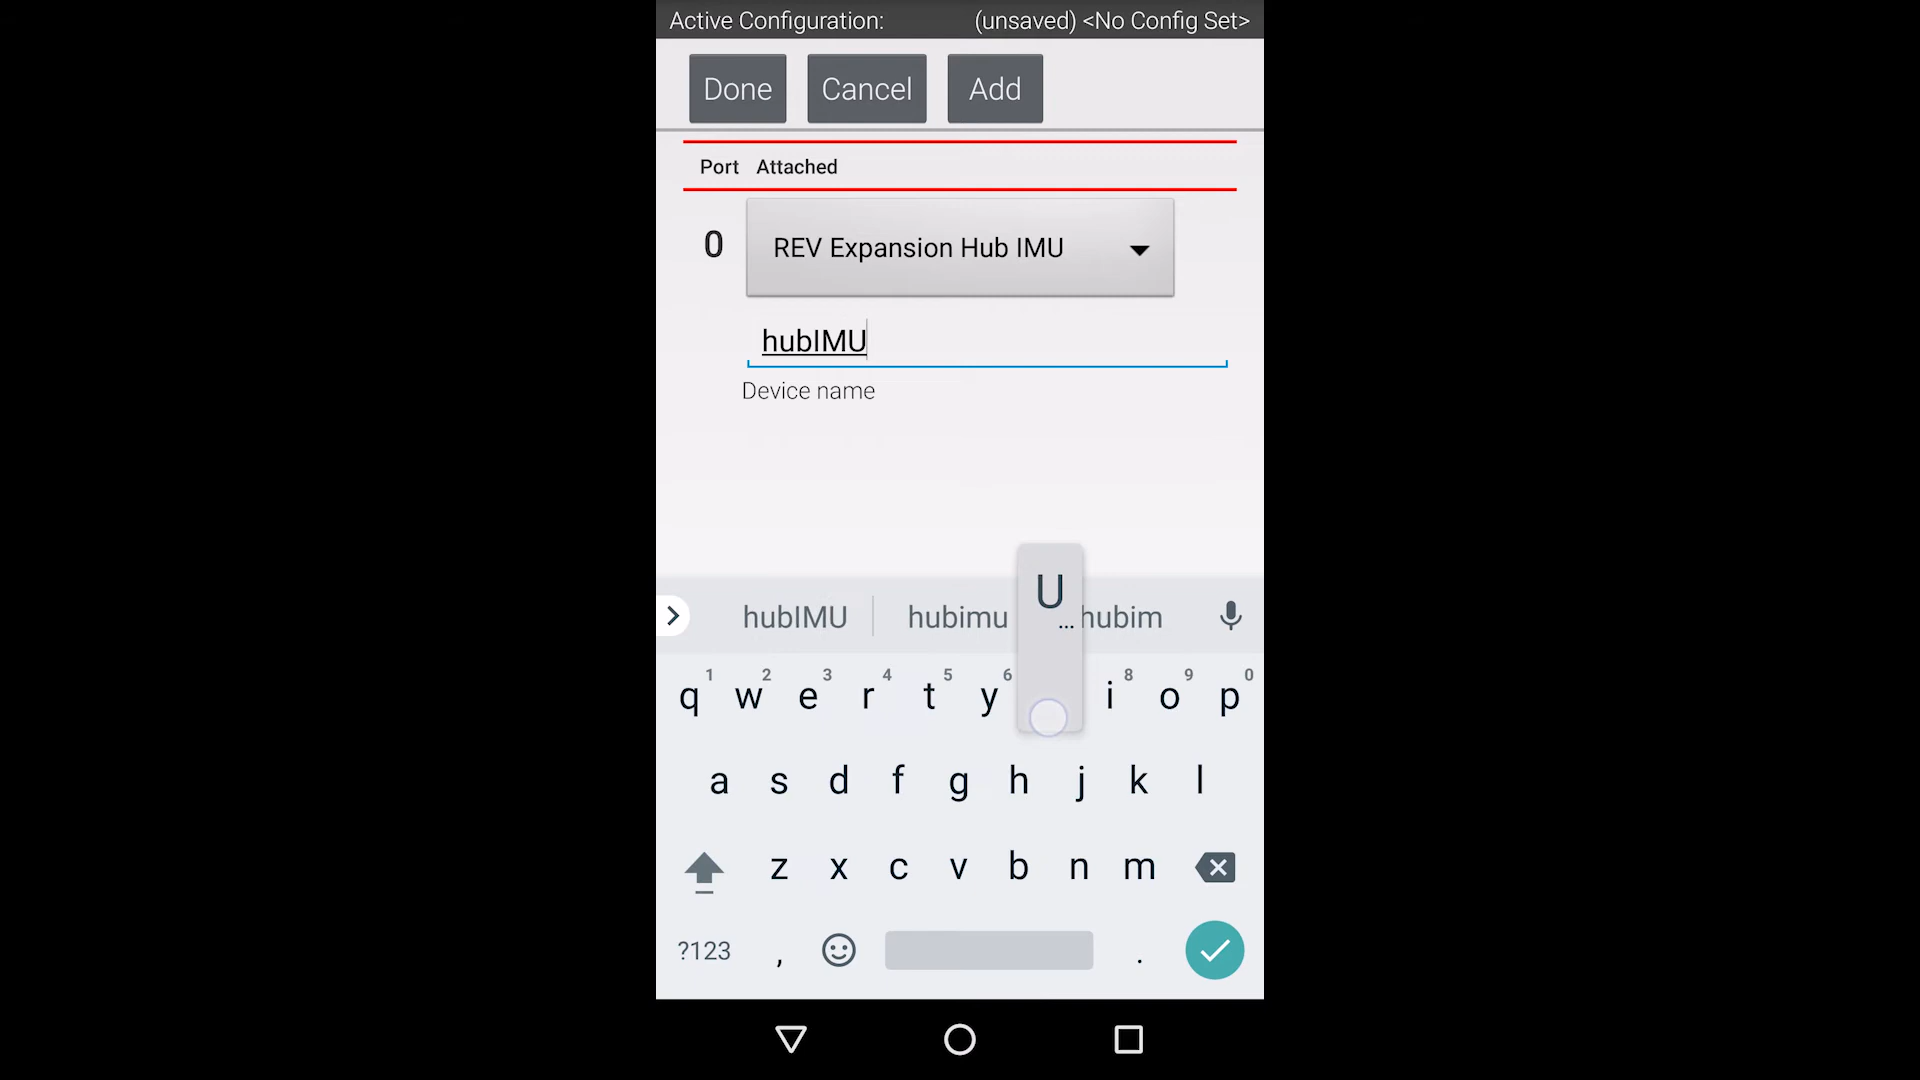 Active Configuration: (unsaved) <No Config Set>
Done Cancel Add
Port Attached
0 REV Expansion Hub IMU
hubIMU
Device name
U
hubIMU hubimu ... hubim
1 2 3 4 5 6 8 9 0
q w e r t y i o p
a s d f g h j k l
z x c v b n m
?123 , .